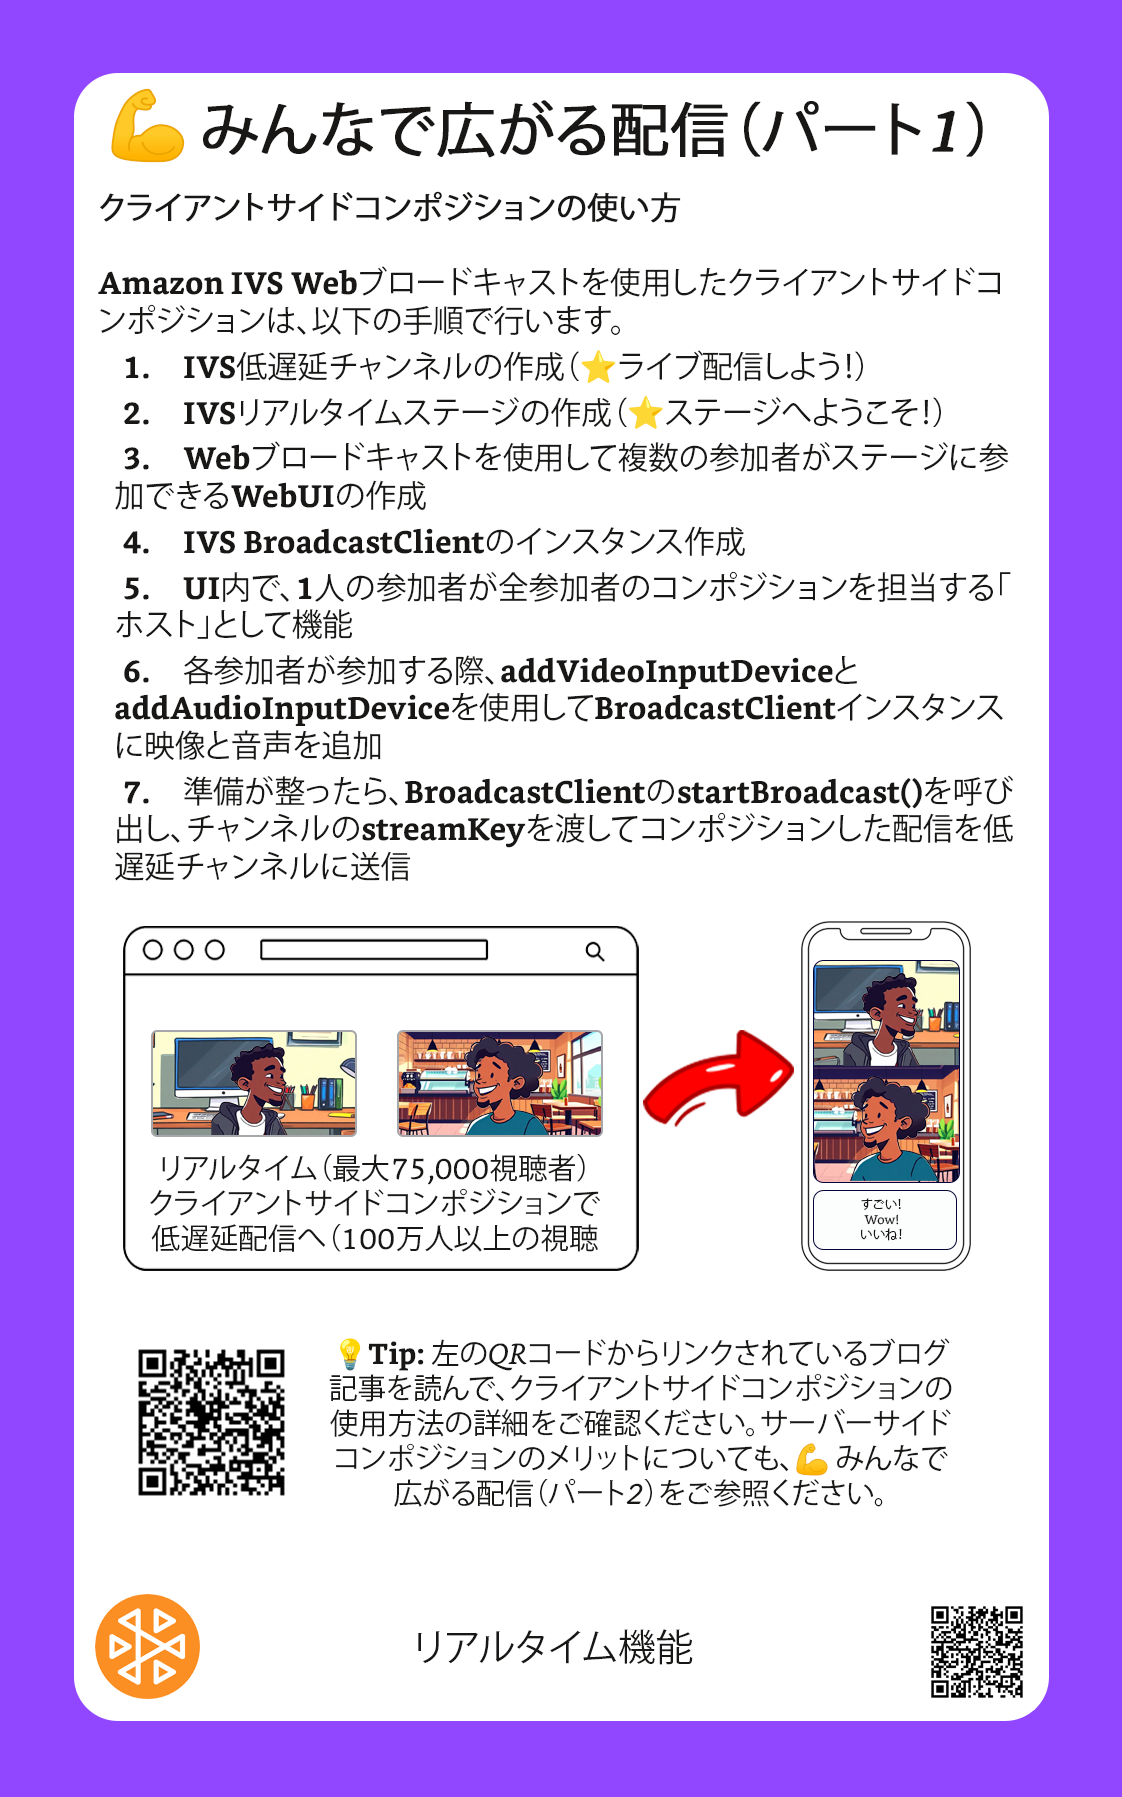 💪 みんなで広がる配信（パート1）
クライアントサイドコンポジションの使い方
Amazon IVS Webブロードキャストを使用したクライアントサイドコ
ンポジションは、以下の手順で行います。
1. IVS低遅延チャンネルの作成（⭐ライブ配信しよう！）
2. IVSリアルタイムステージの作成（⭐ステージへようこそ！）
3. Webブロードキャストを使用して複数の参加者がステージに参
加できるWebUIの作成
4. IVS BroadcastClientのインスタンス作成
5. UI内で、1人の参加者が全参加者のコンポジションを担当する「
ホスト」として機能
6. 各参加者が参加する際、addVideoInputDeviceと
addAudioInputDeviceを使用してBroadcastClientインスタンス
に映像と音声を追加
7. 準備が整ったら、BroadcastClientのstartBroadcast()を呼び
出し、チャンネルのstreamKeyを渡してコンポジションした配信を低
遅延チャンネルに送信
リアルタイム（最大75,000視聴者）
クライアントサイドコンポジションで
低遅延配信へ（100万人以上の視聴
すごい！
Wow!
いいね！
💡Tip: 左のQRコードからリンクされているブログ
記事を読んで、クライアントサイドコンポジションの
使用方法の詳細をご確認ください。サーバーサイド
コンポジションのメリットについても、💪 みんなで
広がる配信（パート2）をご参照ください。
リアルタイム機能